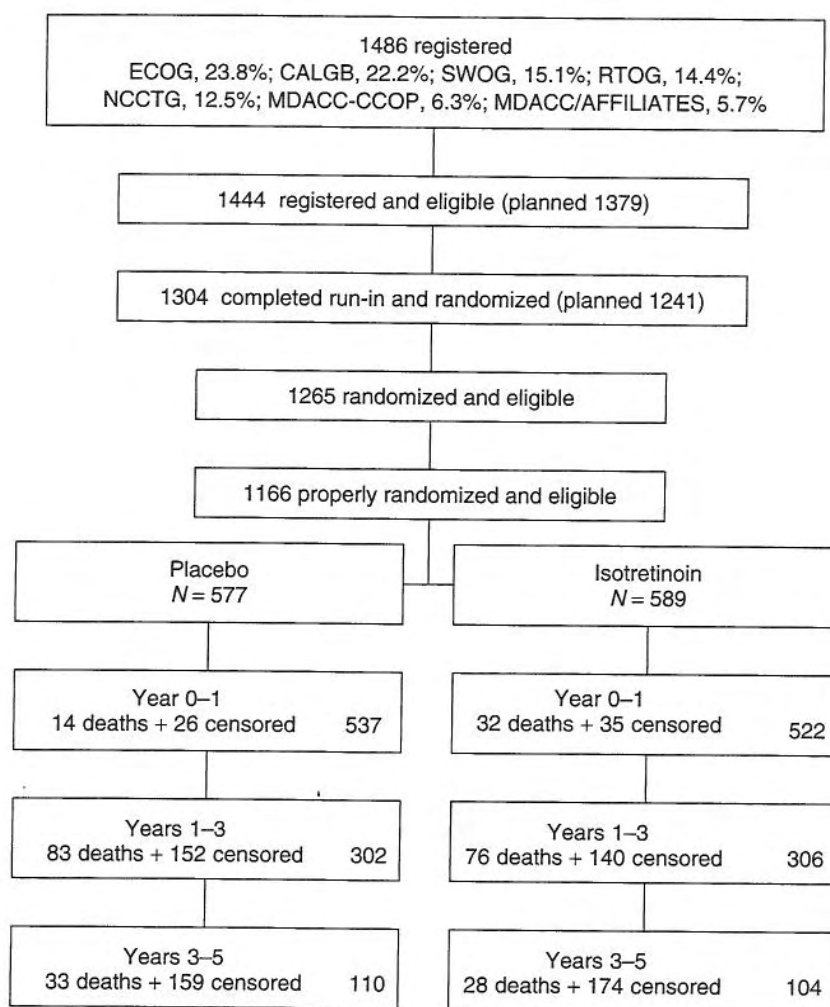 1486 registered
ECOG, 23.8%; CALGB, 22.2%; SWOG, 15.1%; RTOG, 14.4%;
NCCTG, 12.5%; MDACC-CCOP, 6.3%; MDACC/AFFILIATES, 5.7%
1444 registered and eligible (planned 1379)
1304 completed run-in and randomized (planned 1241)
1265 randomized and eligible
1166 properly randomized and eligible
Placebo
N = 577
Isotretinoin
N = 589
Year 0–1
14 deaths + 26 censored 537
Year 0–1
32 deaths + 35 censored 522
Years 1–3
83 deaths + 152 censored 302
Years 1–3
76 deaths + 140 censored 306
Years 3–5
33 deaths + 159 censored 110
Years 3–5
28 deaths + 174 censored 104